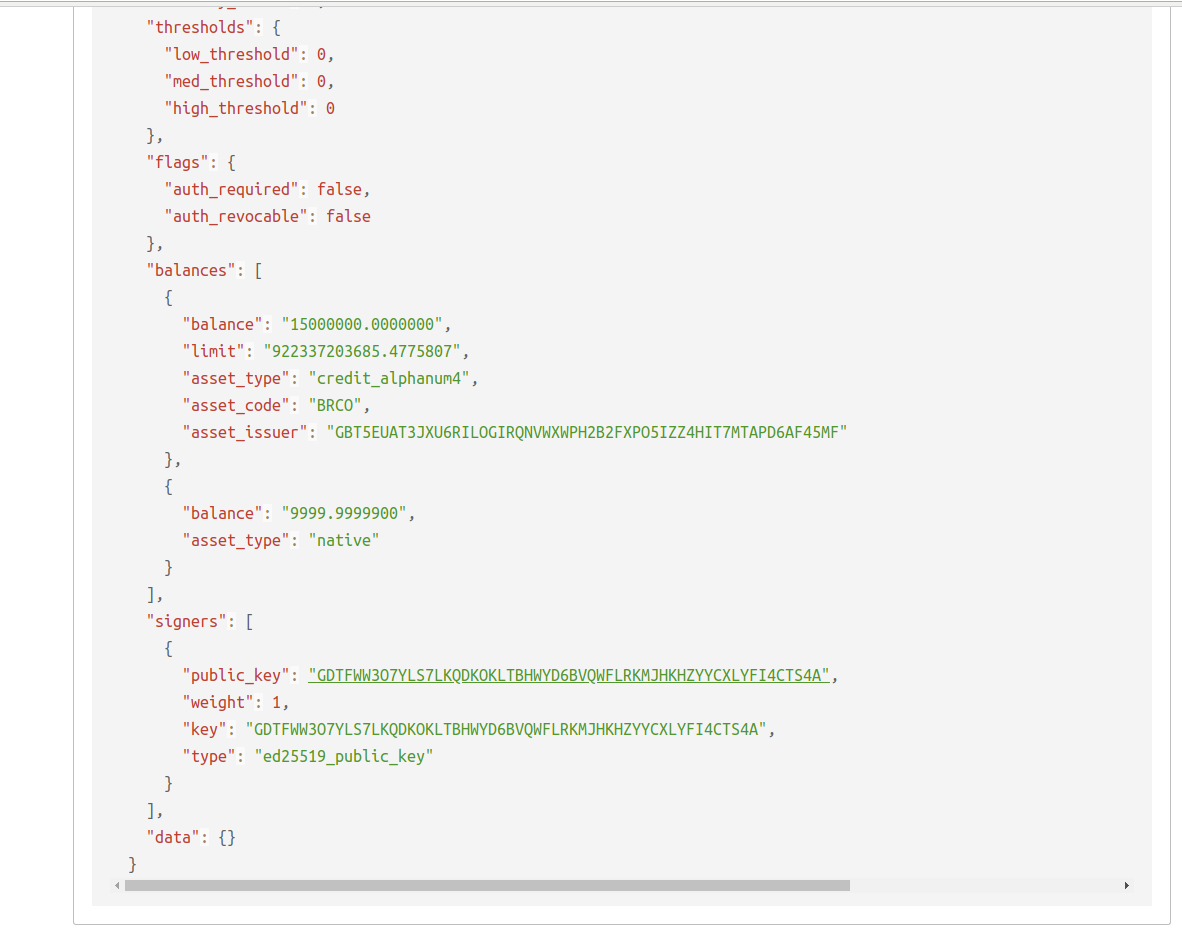 "thresholds": {
"low_threshold": 0,
"med_threshold": 0,
"high_threshold": 0
},
"flags": {
"auth_required": false,
"auth_revocable": false
},
"balances": [
{
"balance": "15000000.0000000",
"limit": "922337203685.4775807",
"asset_type": "credit_alphanum4",
"asset_code": "BRCO",
"asset_issuer": "GBT5EUAT3JXU6RILOGIRQNVWXWPH2B2FXPO5IZZ4HIT7MTAPD6AF45MF"
},
{
"balance": "9999.9999900",
"asset_type": "native"
}
],
"signers": [
{
"public_key": "GDTFWW3O7YLS7LKQDKOKLTBHWYD6BVQWFLRKMJHKHZYYCXLYFI4CTS4A",
"weight": 1,
"key": "GDTFWW3O7YLS7LKQDKOKLTBHWYD6BVQWFLRKMJHKHZYYCXLYFI4CTS4A",
"type": "ed25519_public_key"
}
],
"data": {}
}